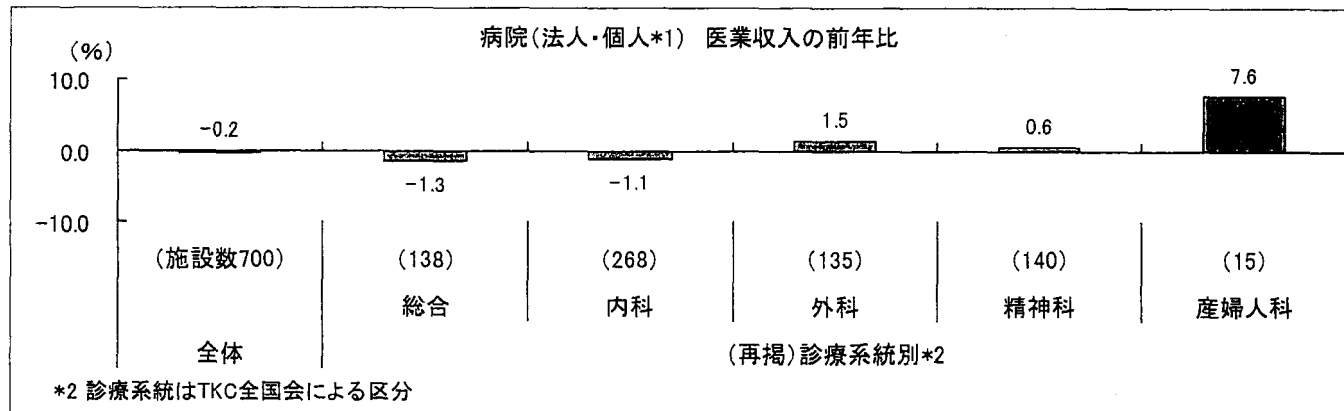 病院(法人・個人*1) 医業収入の前年比
(%)
10.0
0.0
-10.0
-0.2
-1.3
-1.1
1.5
0.6
7.6
(施設数700) (138) (268) (135) (140) (15)
総合 内科 外科 精神科 産婦人科
全体 (再掲)診療系統別*2
*2 診療系統はTKC全国会による区分